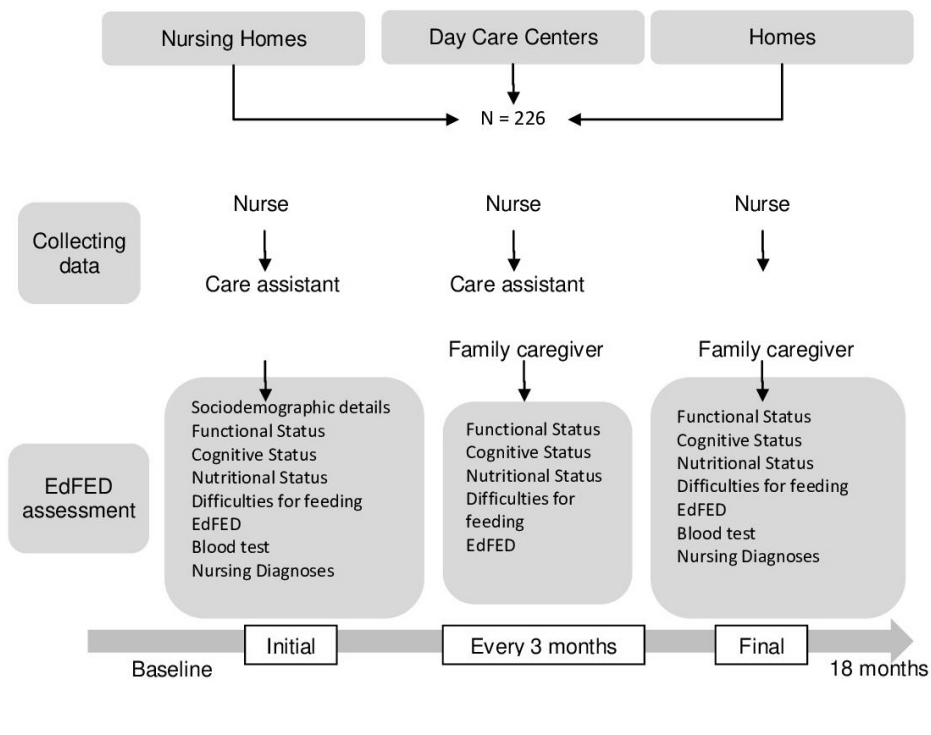 Nursing Homes
Day Care Centers
Homes
N = 226
Collecting
data
Nurse
Nurse
Nurse
Care assistant
Care assistant
Family caregiver
Family caregiver
EdFED
assessment
Sociodemographic details
Functional Status
Cognitive Status
Nutritional Status
Difficulties for feeding
EdFED
Blood test
Nursing Diagnoses
Functional Status
Cognitive Status
Nutritional Status
Difficulties for
feeding
EdFED
Functional Status
Cognitive Status
Nutritional Status
Difficulties for feeding
EdFED
Blood test
Nursing Diagnoses
Initial
Every 3 months
Final
Baseline
18 months